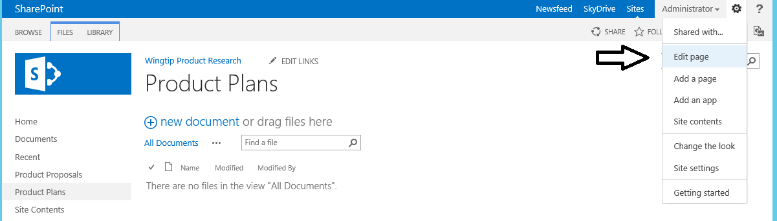 SharePoint Newsfeed SkyDrive Sites Administrator ?
BROWSE FILES LIBRARY SHARE FOLL
Shared with...
Edit page
Add a page
Add an app
Site contents
Change the look
Site settings
Getting started
S
Wingtip Product Research EDIT LINKS
Product Plans
Home
Documents
Recent
Product Proposals
Product Plans
Site Contents
new document or drag files here
All Documents ••• Find a file
Name Modified Modified By
There are no files in the view "All Documents".